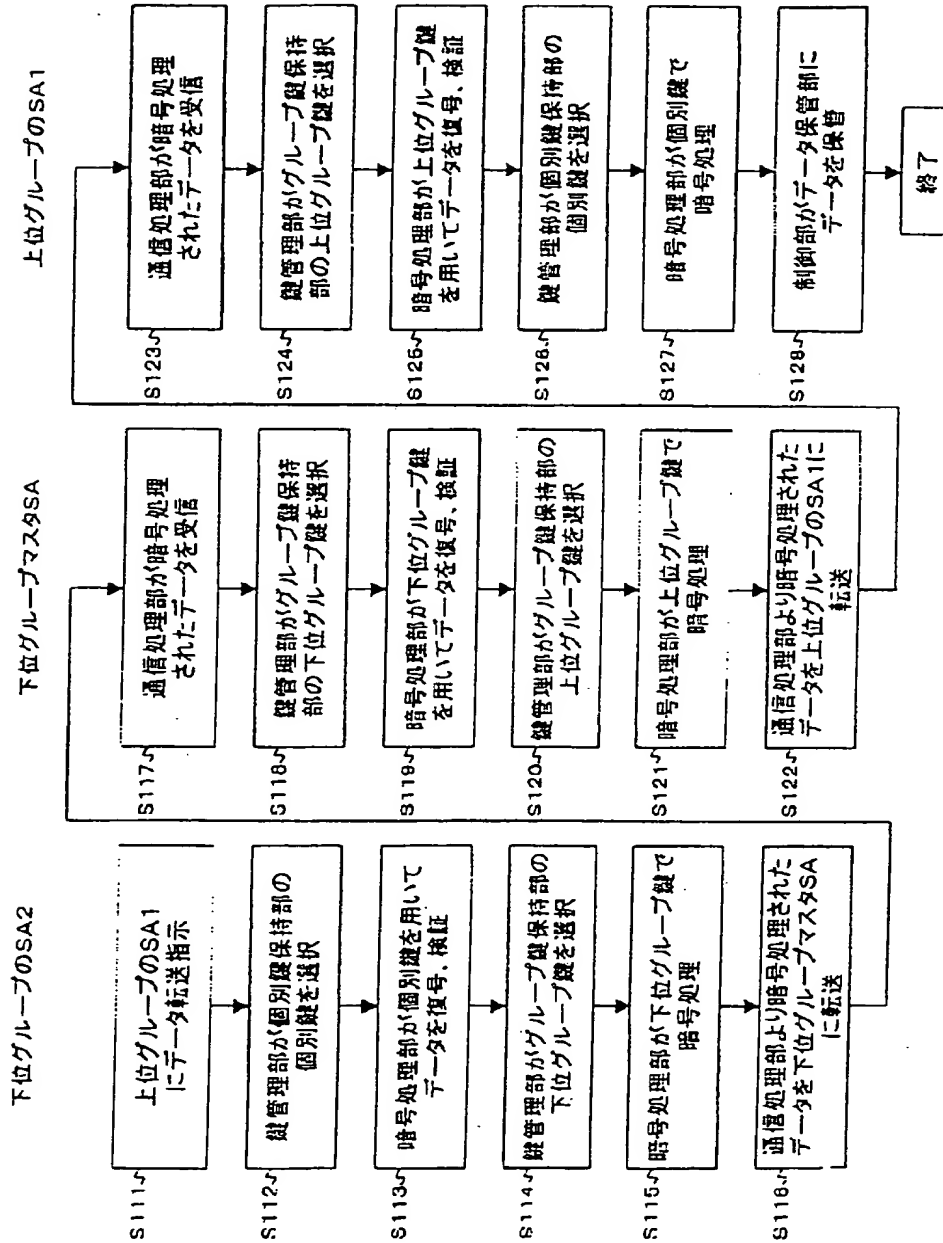 下位グループのSA2
S111
上位グループのSA1
にデータ転送指示
S112
鍵管理部が個別鍵保持部の
個別鍵を選択
S113
暗号処理部が個別鍵を用いて
データを復号、検証
S114
鍵管理部がグループ鍵保持部の
下位グループ鍵を選択
S115
暗号処理部が下位グループ鍵で
暗号処理
S116
通信処理部より暗号処理された
データを下位グループマスタSA
に転送
下位グループマスタSA
S117
通信処理部が暗号処理
されたデータを受信
S118
鍵管理部がグループ鍵保持
部の下位グループ鍵を選択
S119
暗号処理部が下位グループ鍵
を用いてデータを復号、検証
S120
鍵管理部がグループ鍵保持部の
上位グループ鍵を選択
S121
暗号処理部が上位グループ鍵で
暗号処理
S122
通信処理部より暗号処理された
データを上位グループのSA1に
転送
上位グループのSA1
S123
通信処理部が暗号処理
されたデータを受信
S124
鍵管理部がグループ鍵保持
部の上位グループ鍵を選択
S125
暗号処理部が上位グループ鍵
を用いてデータを復号、検証
S126
鍵管理部が個別鍵保持部の
個別鍵を選択
S127
暗号処理部が個別鍵で
暗号処理
S128
制御部がデータ保管部に
データを保管
終了